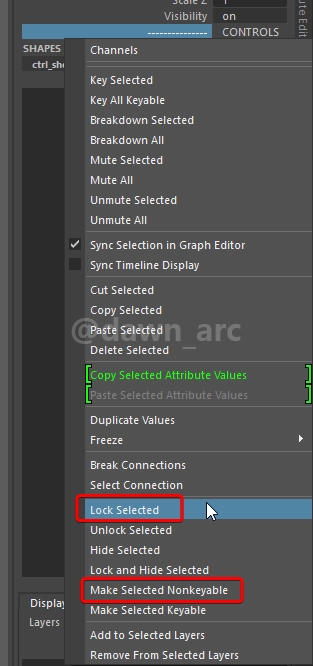 Scale Z
Visibility on
--------------- CONTROLS
SHAPES
ctrl_sh
Channels
Key Selected
Key All Keyable
Breakdown Selected
Breakdown All
Mute Selected
Mute All
Unmute Selected
Unmute All
Sync Selection in Graph Editor
Sync Timeline Display
Cut Selected
Copy Selected
Paste Selected
Delete Selected
@dawn_arc
Copy Selected Attribute Values
Paste Selected Attribute Values
Duplicate Values
Freeze
Break Connections
Select Connection
Lock Selected
Unlock Selected
Hide Selected
Lock and Hide Selected
Make Selected Nonkeyable
Make Selected Keyable
Display
Layers
Add to Selected Layers
Remove From Selected Layers